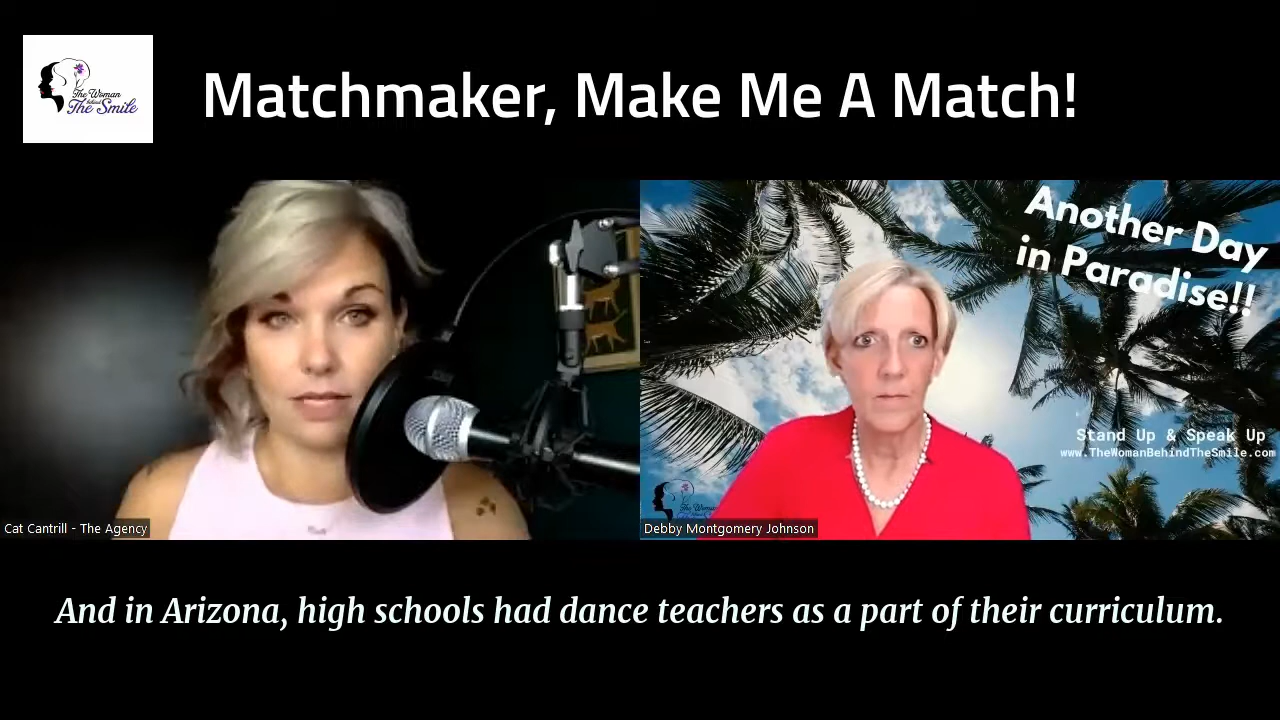 The Woman
behind
The Smile
Matchmaker, Make Me A Match!
Another Day
in Paradise!!
Stand Up & Speak Up
www.TheWomanBehindTheSmile.com
The Woman
Cat Cantrill - The Agency
Debby Montgomery Johnson
And in Arizona, high schools had dance teachers as a part of their curriculum.